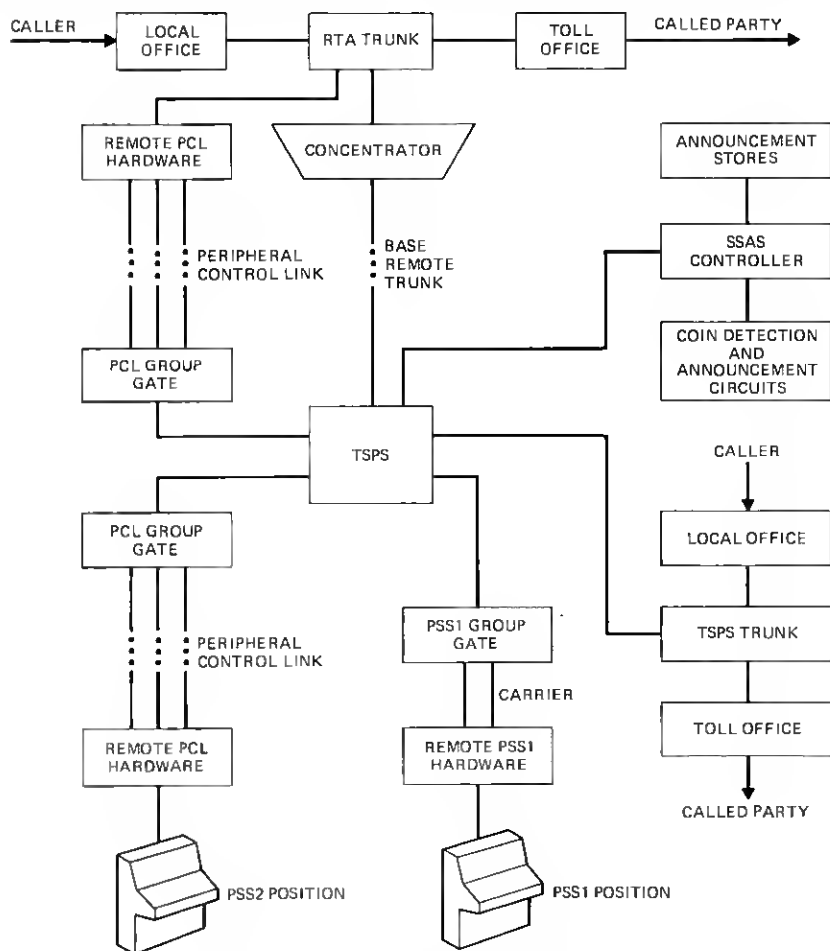 CALLER
LOCAL
OFFICE
RTA TRUNK
TOLL
OFFICE
CALLED PARTY
REMOTE PCL
HARDWARE
CONCENTRATOR
ANNOUNCEMENT
STORES
PERIPHERAL
CONTROL LINK
BASE
REMOTE
TRUNK
SSAS
CONTROLLER
PCL GROUP
GATE
COIN DETECTION
AND
ANNOUNCEMENT
CIRCUITS
TSPS
CALLER
PCL GROUP
GATE
LOCAL OFFICE
PERIPHERAL
CONTROL LINK
PSS1 GROUP
GATE
TSPS TRUNK
CARRIER
REMOTE PCL
HARDWARE
REMOTE PSS1
HARDWARE
TOLL OFFICE
CALLED PARTY
PSS2 POSITION
PSS1 POSITION